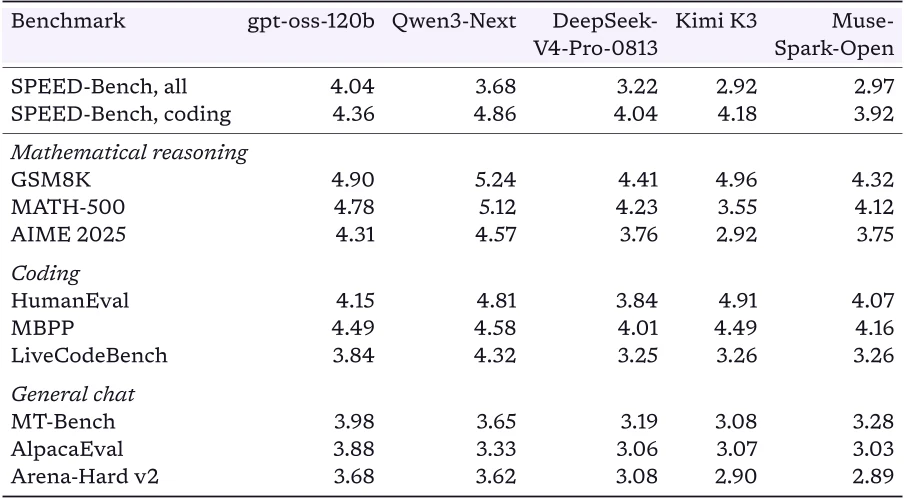 Benchmark gpt-oss-120b Qwen3-Next DeepSeek- Kimi K3 Muse-
V4-Pro-0813 Spark-Open
SPEED-Bench, all 4.04 3.68 3.22 2.92 2.97
SPEED-Bench, coding 4.36 4.86 4.04 4.18 3.92
Mathematical reasoning
GSM8K 4.90 5.24 4.41 4.96 4.32
MATH-500 4.78 5.12 4.23 3.55 4.12
AIME 2025 4.31 4.57 3.76 2.92 3.75
Coding
HumanEval 4.15 4.81 3.84 4.91 4.07
MBPP 4.49 4.58 4.01 4.49 4.16
LiveCodeBench 3.84 4.32 3.25 3.26 3.26
General chat
MT-Bench 3.98 3.65 3.19 3.08 3.28
AlpacaEval 3.88 3.33 3.06 3.07 3.03
Arena-Hard v2 3.68 3.62 3.08 2.90 2.89